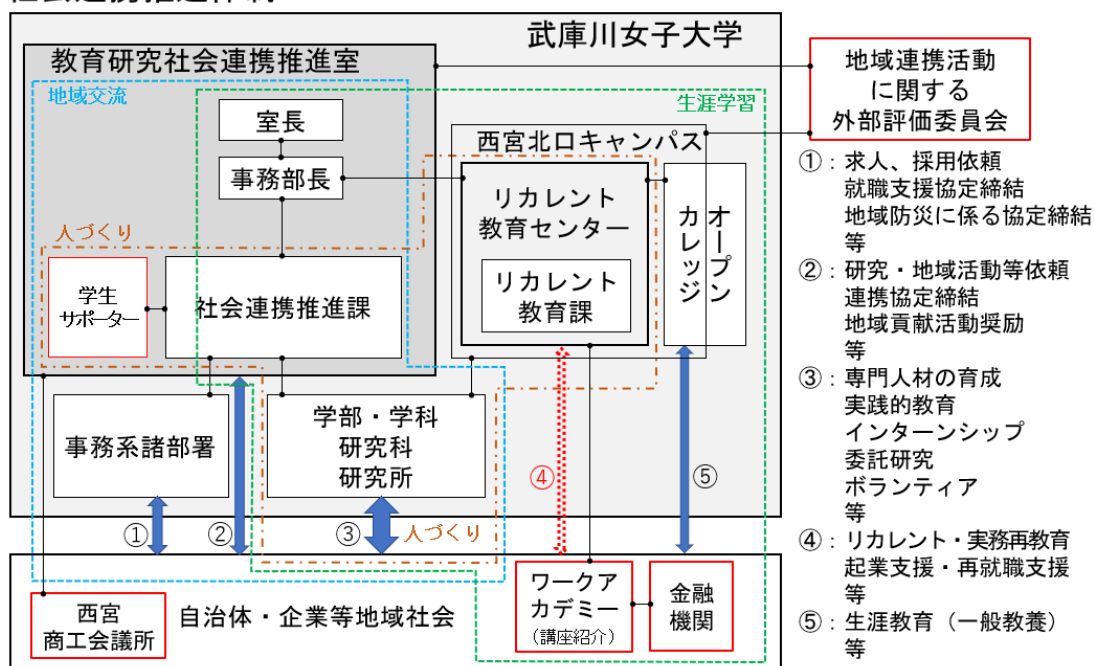 武庫川女子大学
教育研究社会連携推進室
地域交流
生涯学習
室長
事務部長
西宮北口キャンパス
リカレント
教育センター
リカレント
教育課
オープン
カレッジ
人づくり
学生
サポーター
社会連携推進課
事務系諸部署
学部・学科
研究科
研究所
①
②
③
人づくり
④
⑤
西宮
商工会議所
自治体・企業等地域社会
ワークア
カデミー
(講座紹介)
金融
機関
地域連携活動
に関する
外部評価委員会
①:求人、採用依頼
就職支援協定締結
地域防災に係る協定締結
等
②:研究・地域活動等依頼
連携協定締結
地域貢献活動奨励
等
③:専門人材の育成
実践的教育
インターンシップ
委託研究
ボランティア
等
④:リカレント・実務再教育
起業支援・再就職支援
等
⑤:生涯教育(一般教養)
等